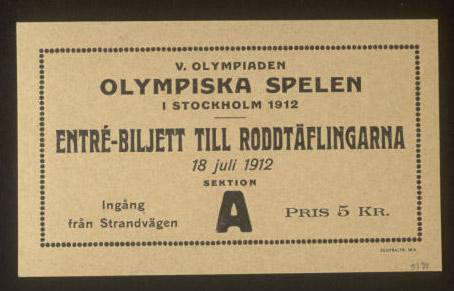 V. OLYMPIADEN
OLYMPISKA SPELEN
I STOCKHOLM 1912
ENTRÉ-BILJETT TILL RODDTÄFLINGARNA
18 juli 1912
SEKTION
Ingång
från Strandvägen
A
PRIS 5 KR.